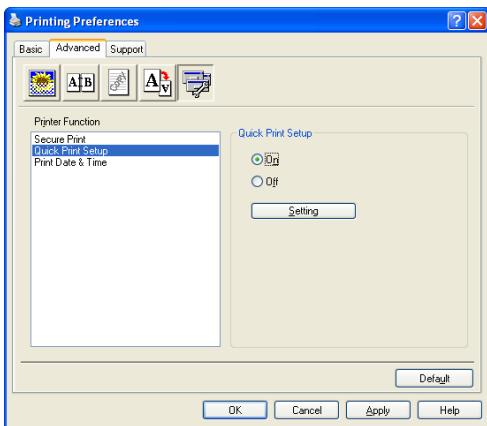 Printing Preferences
Basic Advanced Support
A B A A
Printer Function
Secure Print
Quick Print Setup
Print Date & Time
Quick Print Setup
On
Off
Setting
Default
OK Cancel Apply Help